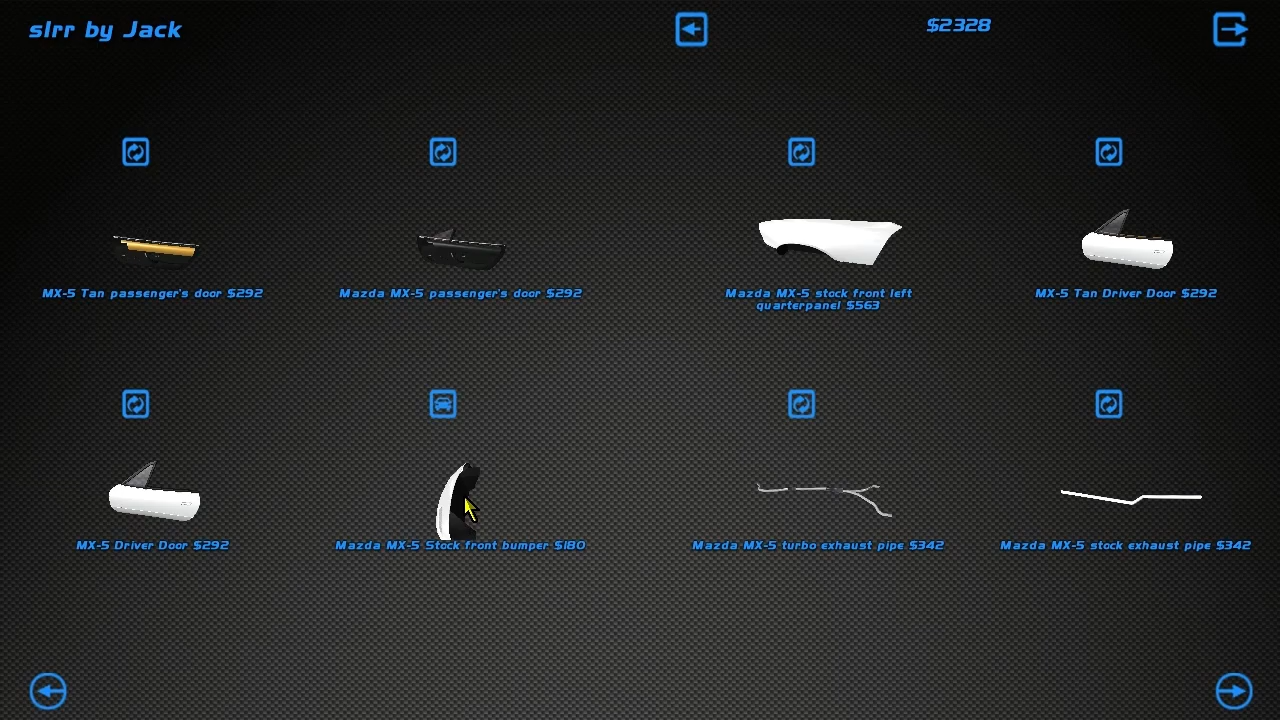 slrr by Jack
$2328
MX-5 Tan passenger's door $292
Mazda MX-5 passenger's door $292
Mazda MX-5 stock front left
quarterpanel $563
MX-5 Tan Driver Door $292
MX-5 Driver Door $292
Mazda MX-5 Stock front bumper $180
Mazda MX-5 turbo exhaust pipe $342
Mazda MX-5 stock exhaust pipe $342